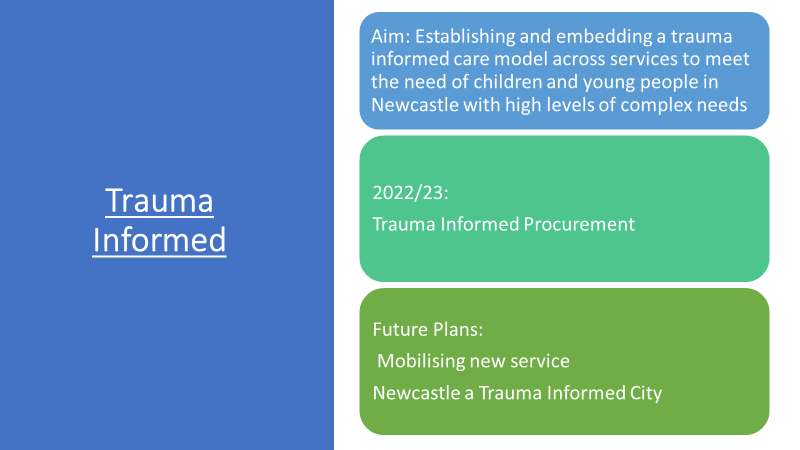 Trauma
Informed
Aim: Establishing and embedding a trauma
informed care model across services to meet
the need of children and young people in
Newcastle with high levels of complex needs
2022/23:
Trauma Informed Procurement
Future Plans:
Mobilising new service
Newcastle a Trauma Informed City